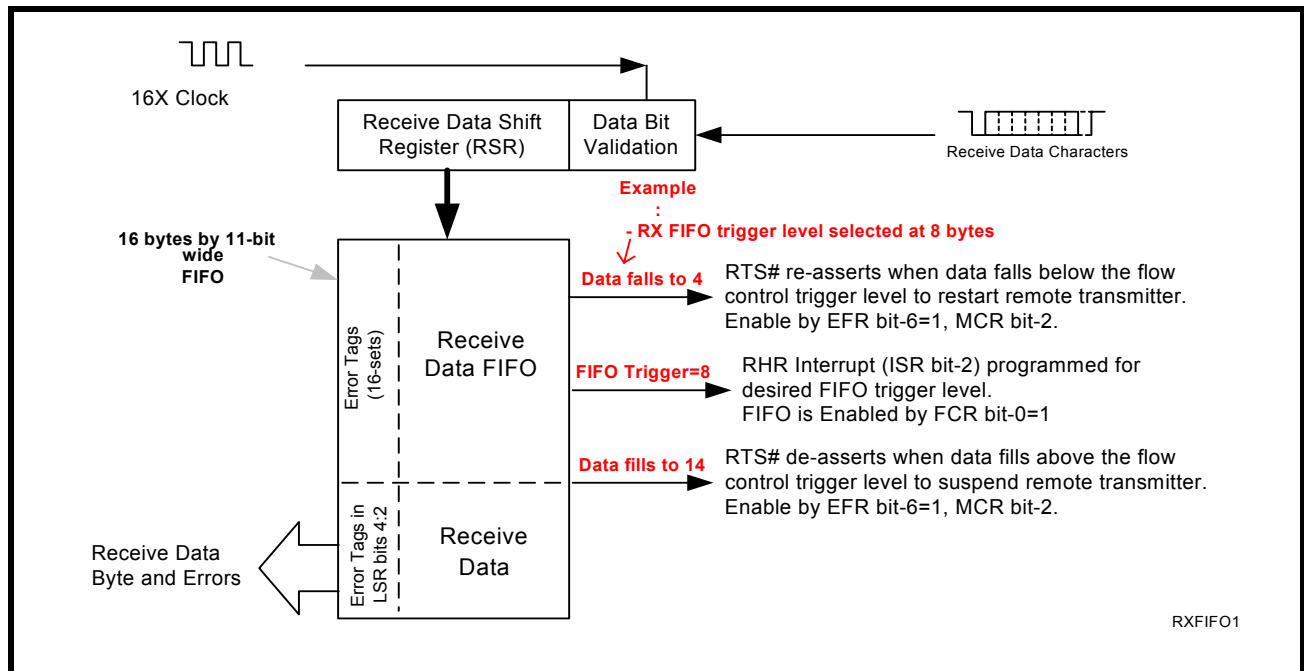 16X Clock
Receive Data Shift
Register (RSR)
Data Bit
Validation
Receive Data Characters
Example
:
- RX FIFO trigger level selected at 8 bytes
16 bytes by 11-bit
wide
FIFO
Data falls to 4
RTS# re-asserts when data falls below the flow
control trigger level to restart remote transmitter.
Enable by EFR bit-6=1, MCR bit-2.
Error Tags
(16-sets)
Receive
Data FIFO
FIFO Trigger=8
RHR Interrupt (ISR bit-2) programmed for
desired FIFO trigger level.
FIFO is Enabled by FCR bit-0=1
Data fills to 14
RTS# de-asserts when data fills above the flow
control trigger level to suspend remote transmitter.
Enable by EFR bit-6=1, MCR bit-2.
Receive Data
Byte and Errors
Error Tags in
LSR bits 4:2
Receive
Data
RXFIFO1